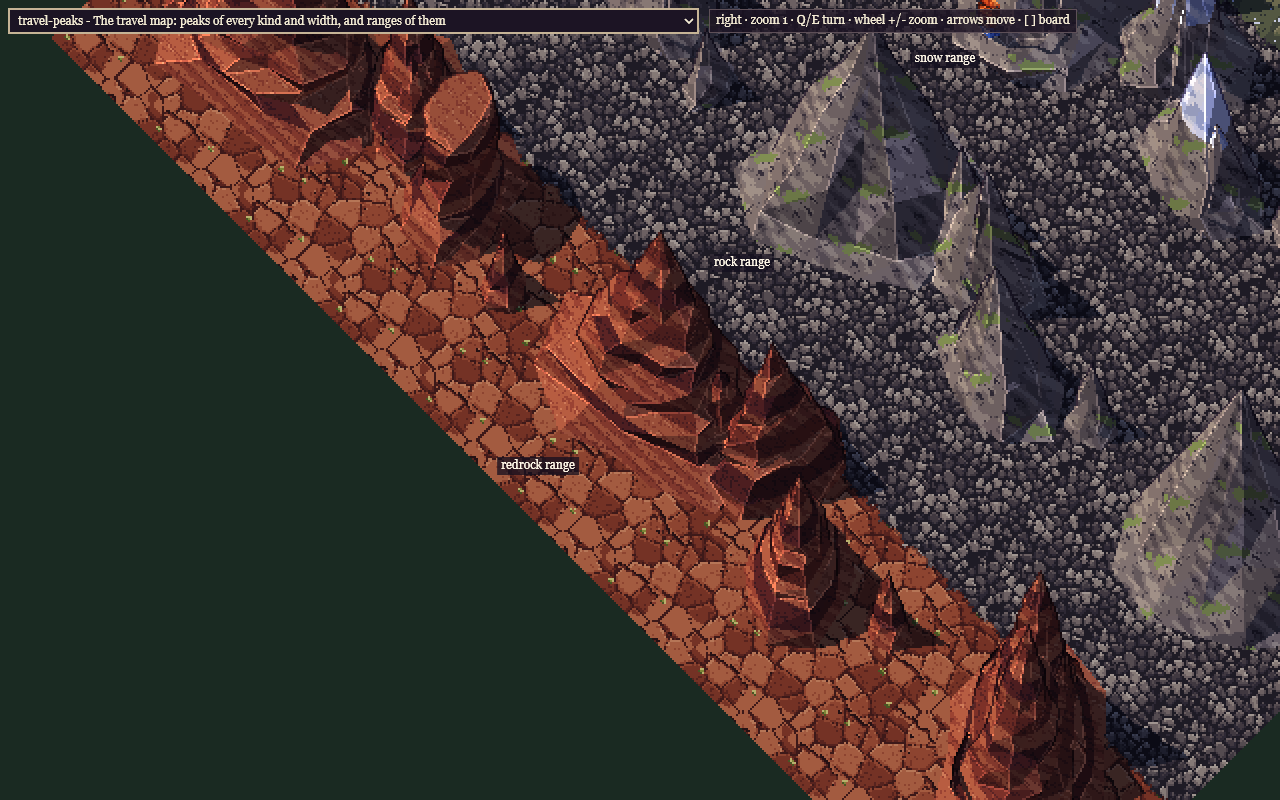 travel-peaks - The travel map: peaks of every kind and width, and ranges of them
right · zoom 1 · Q/E turn · wheel +/- zoom · arrows move · [ ] board
snow range
rock range
redrock range